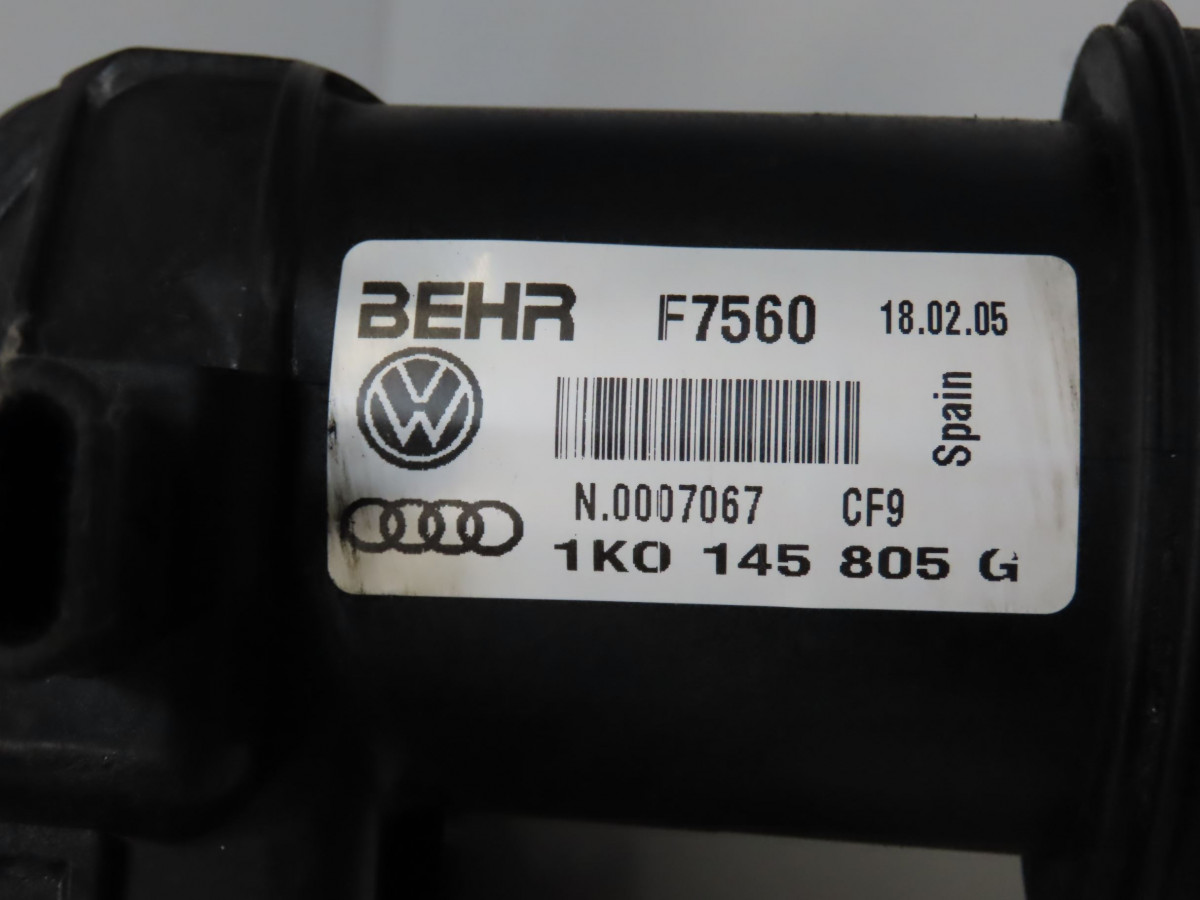 BEHR F7560 18.02.05
Spain
N.0007067 CF9
1K0 145 805 G